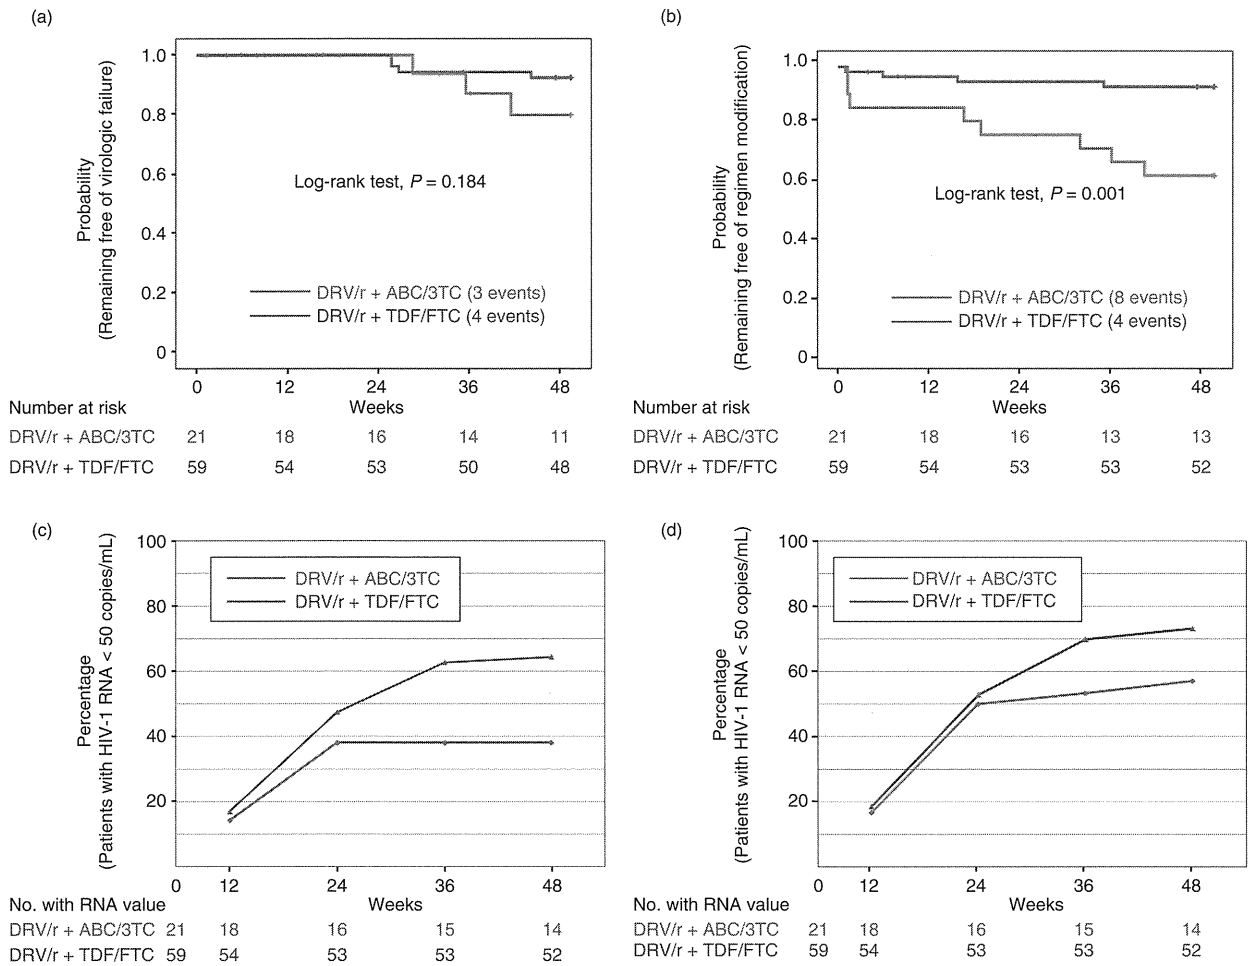 (a)
Probability
(Remaining free of virologic failure)
1.0
0.8
0.6
0.4
0.2
0
Log-rank test, P = 0.184
DRV/r + ABC/3TC (3 events)
DRV/r + TDF/FTC (4 events)
0 12 24 36 48
Number at risk Weeks
DRV/r + ABC/3TC 21 18 16 14 11
DRV/r + TDF/FTC 59 54 53 50 48
(b)
Probability
(Remaining free of regimen modification)
1.0
0.8
0.6
0.4
0.2
0
Log-rank test, P = 0.001
DRV/r + ABC/3TC (8 events)
DRV/r + TDF/FTC (4 events)
0 12 24 36 48
Number at risk Weeks
DRV/r + ABC/3TC 21 18 16 13 13
DRV/r + TDF/FTC 59 54 53 53 52
(c)
Percentage
(Patients with HIV-1 RNA < 50 copies/mL)
100
80
60
40
20
DRV/r + ABC/3TC
DRV/r + TDF/FTC
0 12 24 36 48
No. with RNA value Weeks
DRV/r + ABC/3TC 21 18 16 15 14
DRV/r + TDF/FTC 59 54 53 53 52
(d)
Percentage
(Patients with HIV-1 RNA < 50 copies/mL)
100
80
60
40
20
DRV/r + ABC/3TC
DRV/r + TDF/FTC
0 12 24 36 48
No. with RNA value Weeks
DRV/r + ABC/3TC 21 18 16 15 14
DRV/r + TDF/FTC 59 54 53 53 52